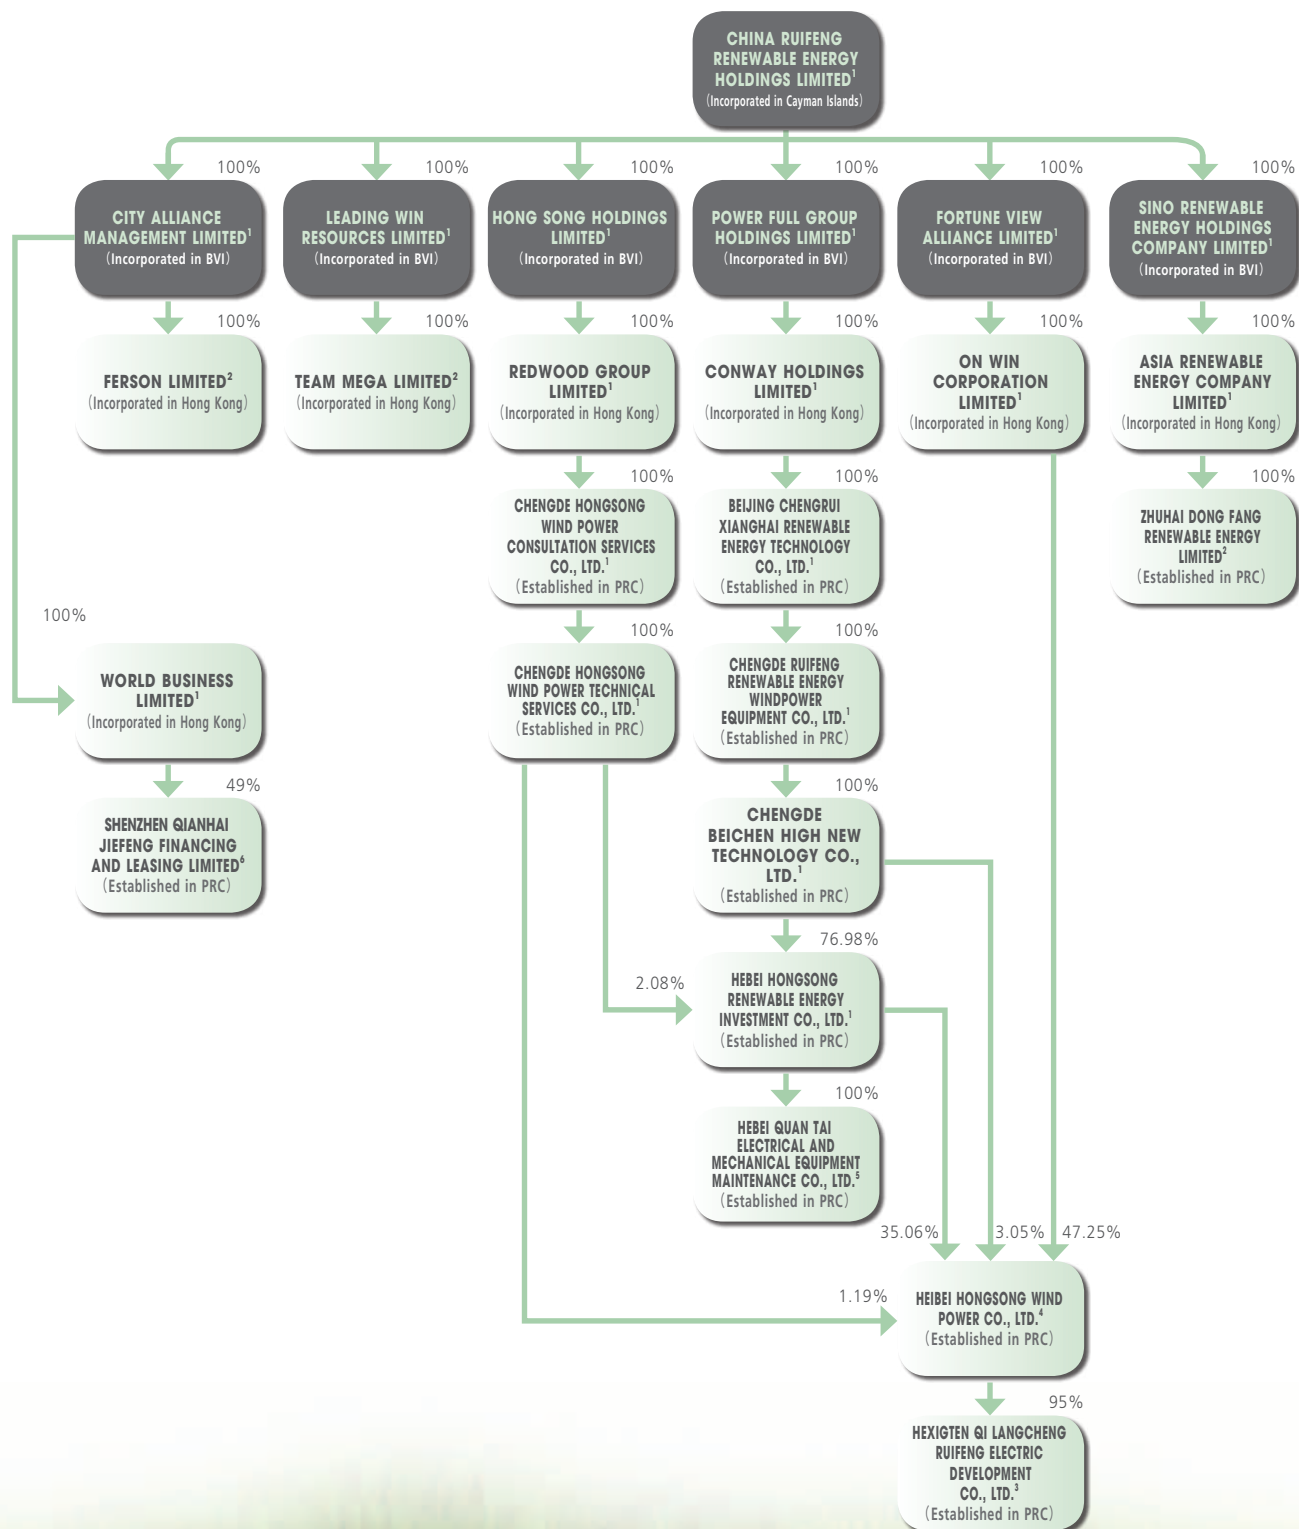 CHINA RUIFENG
RENEWABLE ENERGY
HOLDINGS LIMITED1
(Incorporated in Cayman Islands)
100%
100%
100%
100%
100%
100%
CITY ALLIANCE
MANAGEMENT LIMITED1
(Incorporated in BVI)
LEADING WIN
RESOURCES LIMITED1
(Incorporated in BVI)
HONG SONG HOLDINGS
LIMITED1
(Incorporated in BVI)
POWER FULL GROUP
HOLDINGS LIMITED1
(Incorporated in BVI)
FORTUNE VIEW
ALLIANCE LIMITED1
(Incorporated in BVI)
SINO RENEWABLE
ENERGY HOLDINGS
COMPANY LIMITED1
(Incorporated in BVI)
100%
100%
100%
100%
100%
100%
FERSON LIMITED2
(Incorporated in Hong Kong)
TEAM MEGA LIMITED2
(Incorporated in Hong Kong)
REDWOOD GROUP
LIMITED1
(Incorporated in Hong Kong)
CONWAY HOLDINGS
LIMITED1
(Incorporated in Hong Kong)
ON WIN
CORPORATION
LIMITED1
(Incorporated in Hong Kong)
ASIA RENEWABLE
ENERGY COMPANY
LIMITED1
(Incorporated in Hong Kong)
100%
100%
100%
CHENGDE HONGSONG
WIND POWER
CONSULTATION SERVICES
CO., LTD.1
(Established in PRC)
BEIJING CHENGRUI
XIANGHAI RENEWABLE
ENERGY TECHNOLOGY
CO., LTD.1
(Established in PRC)
ZHUHAI DONG FANG
RENEWABLE ENERGY
LIMITED2
(Established in PRC)
100%
100%
100%
WORLD BUSINESS
LIMITED1
(Incorporated in Hong Kong)
CHENGDE HONGSONG
WIND POWER TECHNICAL
SERVICES CO., LTD.1
(Established in PRC)
CHENGDE RUIFENG
RENEWABLE ENERGY
WINDPOWER
EQUIPMENT CO., LTD.1
(Established in PRC)
49%
100%
SHENZHEN QIANHAI
JIEFENG FINANCING
AND LEASING LIMITED6
(Established in PRC)
CHENGDE
BEICHEN HIGH NEW
TECHNOLOGY CO.,
LTD.1
(Established in PRC)
76.98%
2.08%
HEBEI HONGSONG
RENEWABLE ENERGY
INVESTMENT CO., LTD.1
(Established in PRC)
100%
HEBEI QUAN TAI
ELECTRICAL AND
MECHANICAL EQUIPMENT
MAINTENANCE CO., LTD.5
(Established in PRC)
35.06%
3.05%
47.25%
1.19%
HEIBEI HONGSONG WIND
POWER CO., LTD.4
(Established in PRC)
95%
HEXIGTEN QI LANGCHENG
RUIFENG ELECTRIC
DEVELOPMENT
CO., LTD.3
(Established in PRC)